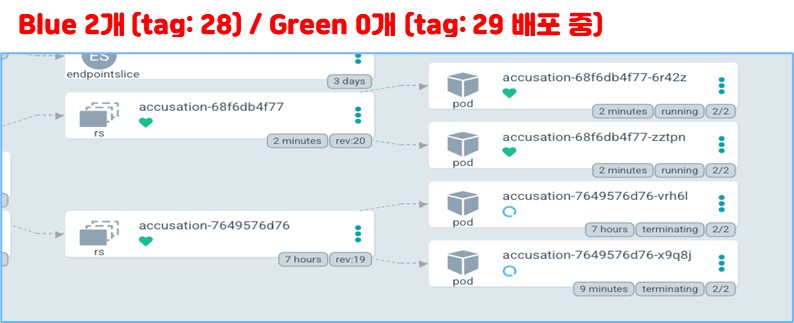 Blue 2개 (tag: 28) / Green 0개 (tag: 29 배포 중)
ES
endpointslice
3 days
accusation-68f6db4f77
rs
2 minutes rev:20
accusation-68f6db4f77-6r42z
pod
2 minutes running 2/2
accusation-68f6db4f77-zztpn
pod
2 minutes running 2/2
accusation-7649576d76
rs
7 hours rev:19
accusation-7649576d76-vrh6l
pod
7 hours terminating 2/2
accusation-7649576d76-x9q8j
pod
9 minutes terminating 2/2